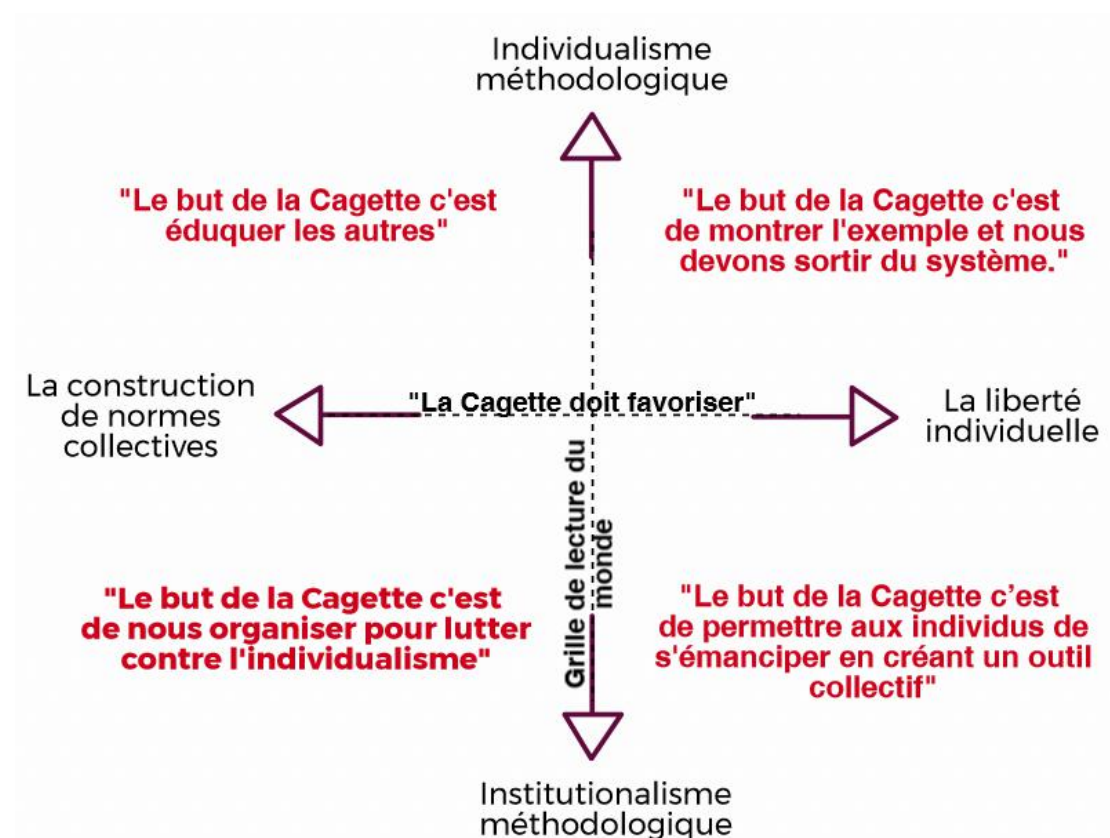 Individualisme
méthodologique
"Le but de la Cagette c'est
éduquer les autres"
"Le but de la Cagette c'est
de montrer l'exemple et nous
devons sortir du système."
La construction
de normes
collectives
"La Cagette doit favoriser"
La liberté
individuelle
Grille de lecture du
monde
"Le but de la Cagette c'est
de nous organiser pour lutter
contre l'individualisme"
"Le but de la Cagette c’est
de permettre aux individus de
s'émanciper en créant un outil
collectif"
Institutionalisme
méthodologique